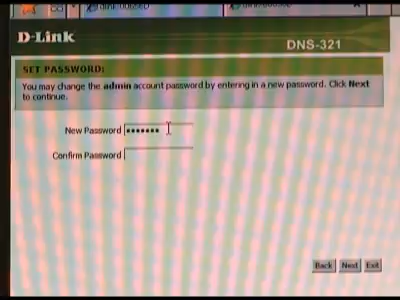 D-Link
DNS-321
SET PASSWORD:
You may change the admin account password by entering in a new password. Click Next
to continue.
New Password •••••••
Confirm Password
Back Next Exit